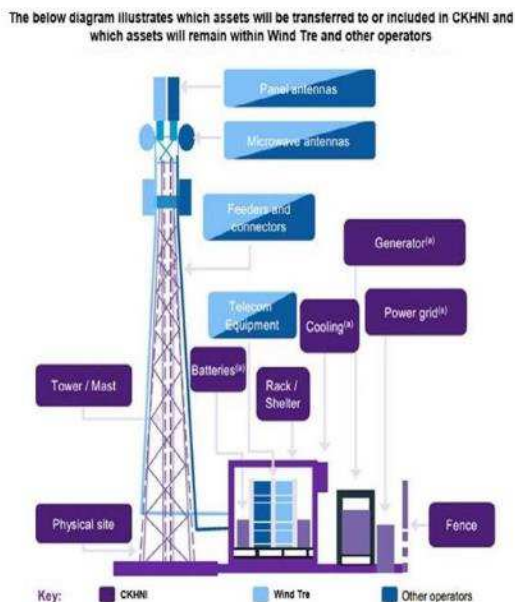 The below diagram illustrates which assets will be transferred to or included in CKHNI and
which assets will remain within Wind Tre and other operators
Panel antennas
Microwave antennas
Feeders and
connectors
Generator(a)
Telecom
Equipment
Cooling(a)
Power grid(a)
Batteries(a)
Rack /
Shelter
Tower / Mast
Physical site
Fence
Key: CKHNI Wind Tre Other operators